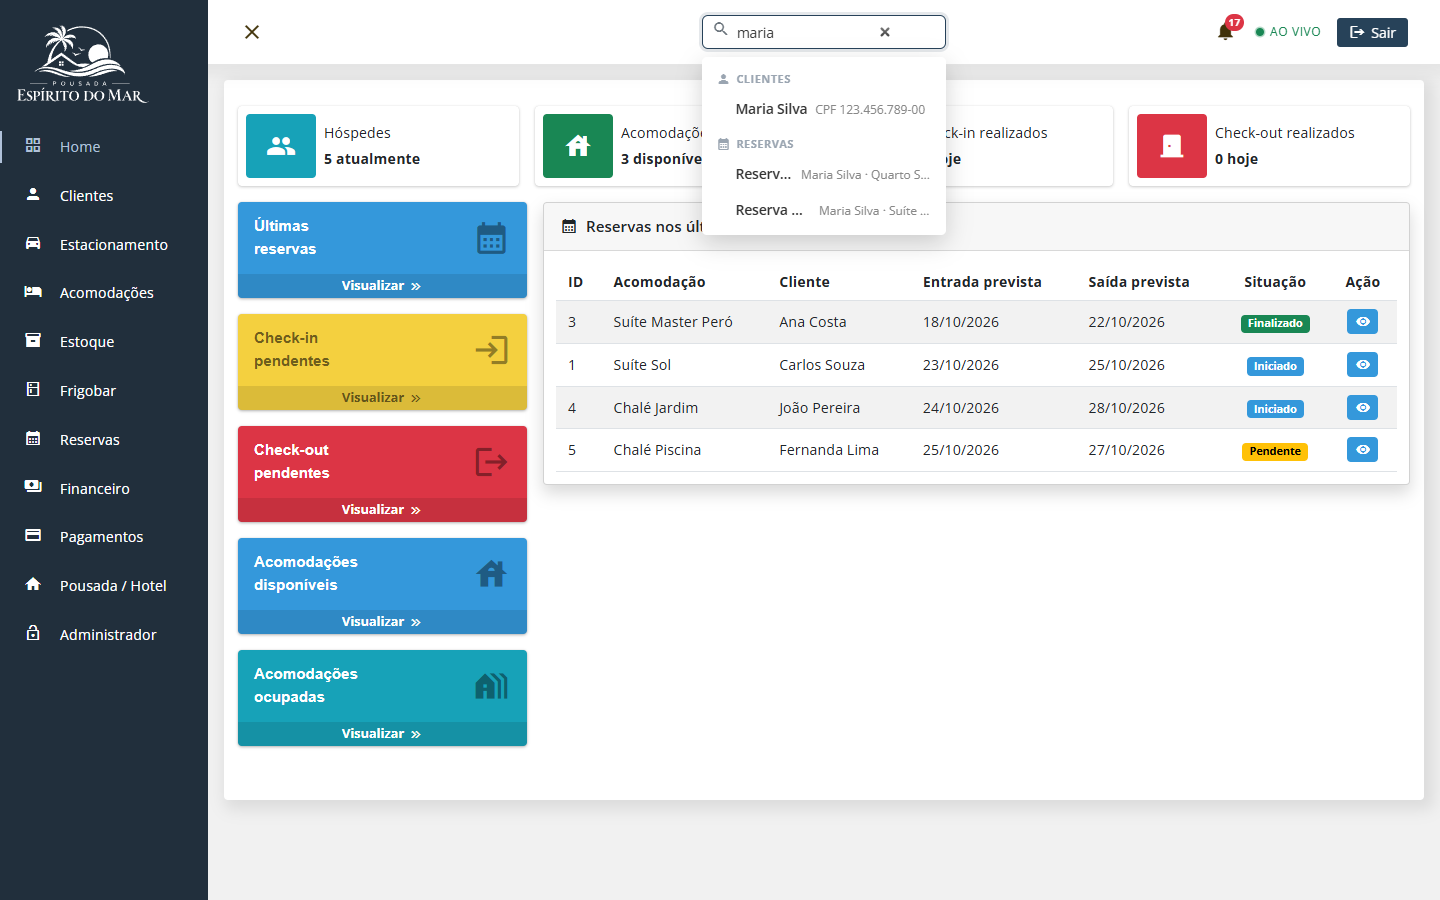 POUSADA
ESPÍRITO DO MAR
Home
Clientes
Estacionamento
Acomodações
Estoque
Frigobar
Reservas
Financeiro
Pagamentos
Pousada / Hotel
Administrador
maria
17
AO VIVO
Sair
CLIENTES
Maria Silva CPF 123.456.789-00
RESERVAS
Reserv... Maria Silva · Quarto S...
Reserva ... Maria Silva · Suíte ...
Hóspedes
5 atualmente
Acomodaçõ
3 disponíve
ck-in realizados
oje
Check-out realizados
0 hoje
Últimas
reservas
Visualizar »
Check-in
pendentes
Visualizar »
Check-out
pendentes
Visualizar »
Acomodações
disponíveis
Visualizar »
Acomodações
ocupadas
Visualizar »
Reservas nos últ
ID Acomodação Cliente Entrada prevista Saída prevista Situação Ação
3 Suíte Master Peró Ana Costa 18/10/2026 22/10/2026 Finalizado
1 Suíte Sol Carlos Souza 23/10/2026 25/10/2026 Iniciado
4 Chalé Jardim João Pereira 24/10/2026 28/10/2026 Iniciado
5 Chalé Piscina Fernanda Lima 25/10/2026 27/10/2026 Pendente